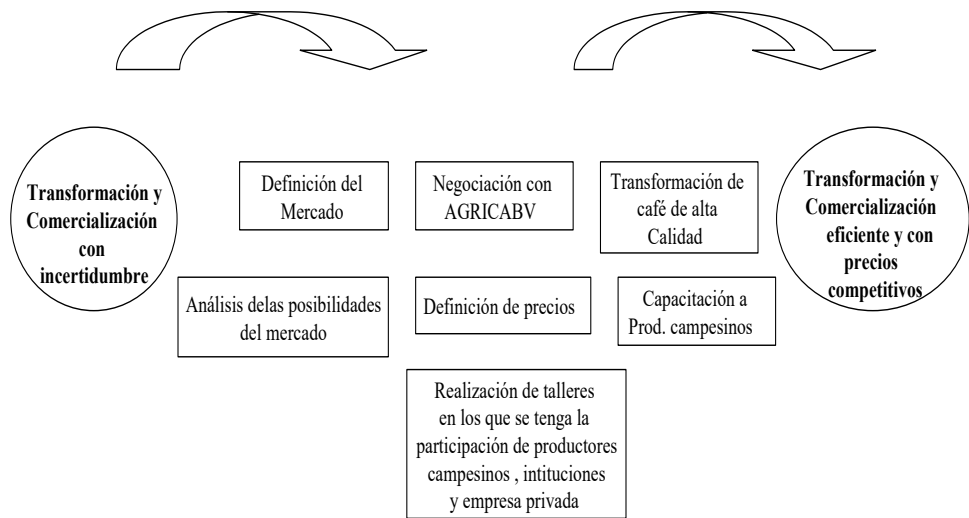 Transformación y
Comercialización
con
incertidumbre
Definición del
Mercado
Negociación con
AGRICABV
Transformación de
café de alta
Calidad
Transformación y
Comercialización
eficiente y con
precios
competitivos
Análisis delas posibilidades
del mercado
Definición de precios
Capacitación a
Prod. campesinos
Realización de talleres
en los que se tenga la
participación de productores
campesinos , intituciones
y empresa privada